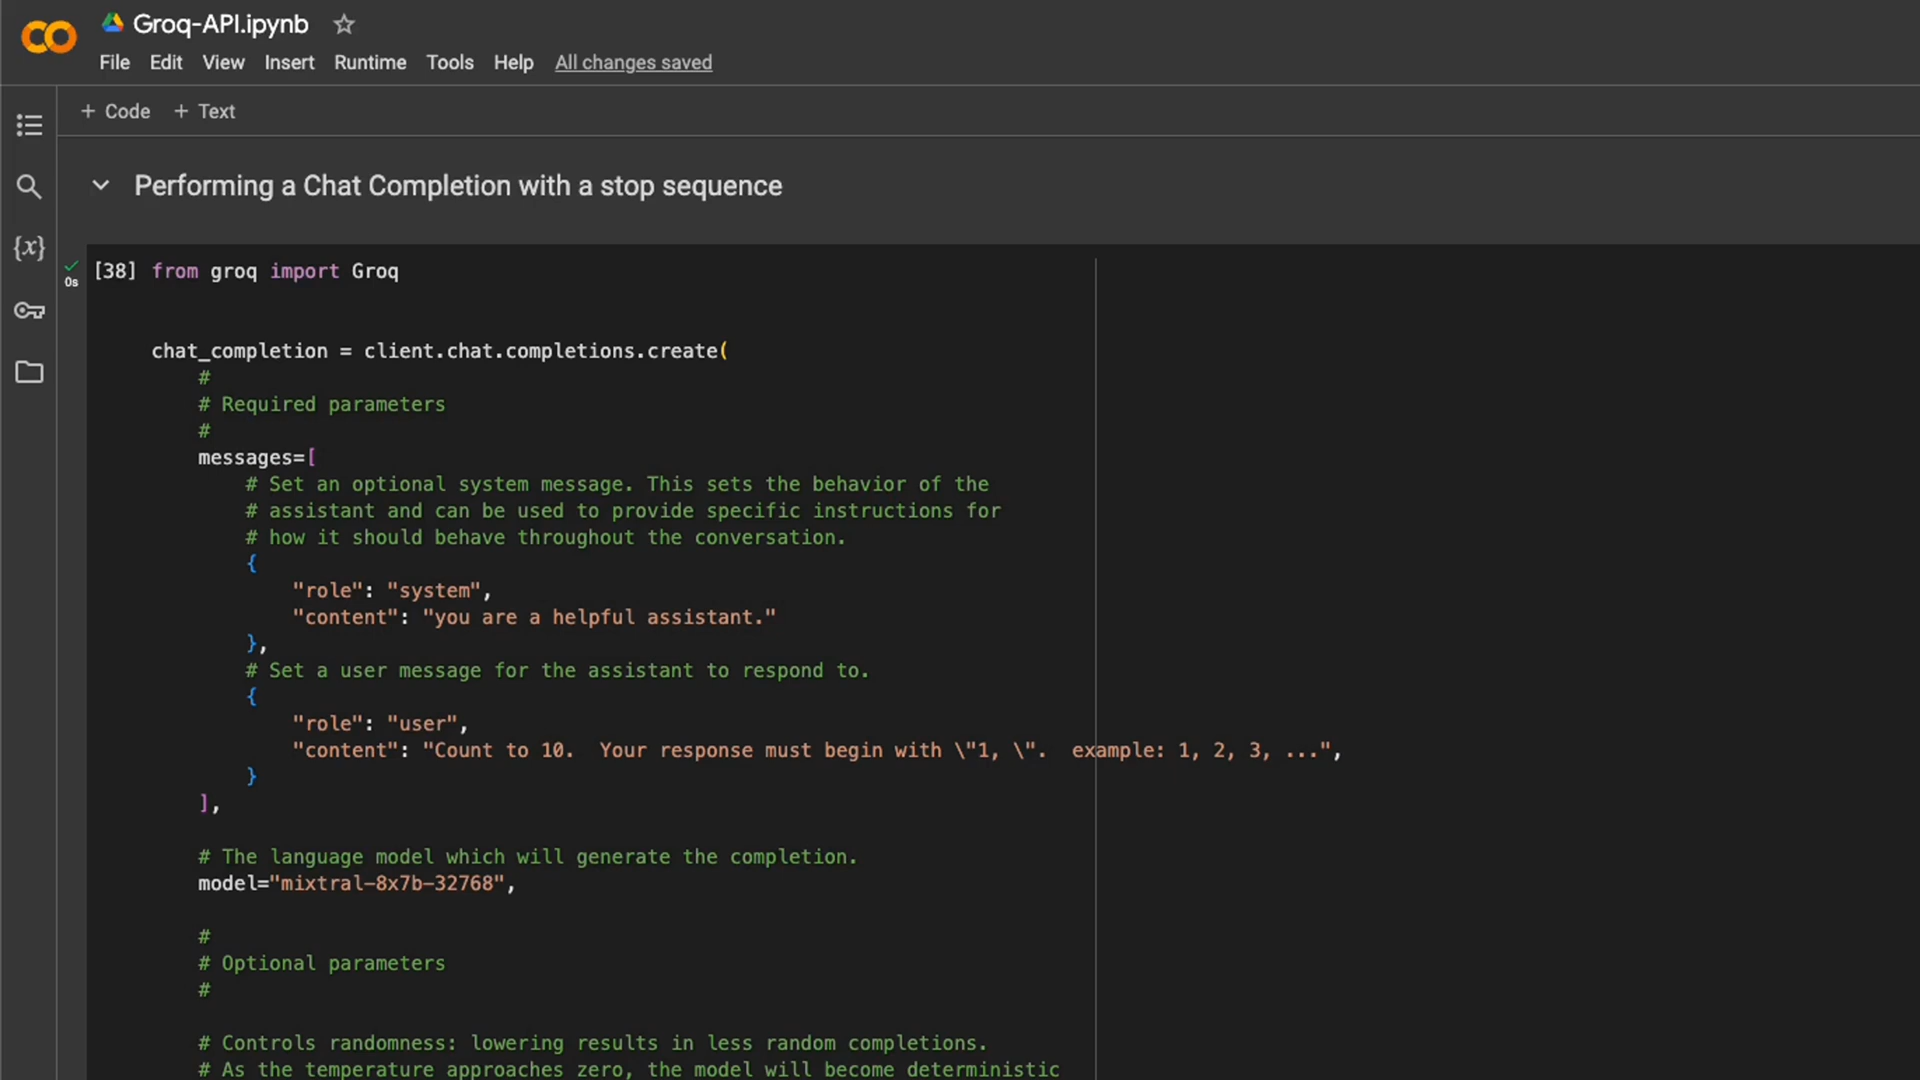 Groq-API.ipynb
File Edit View Insert Runtime Tools Help All changes saved
+ Code + Text
Performing a Chat Completion with a stop sequence
{x}
0s
[38] from groq import Groq
chat_completion = client.chat.completions.create(
#
# Required parameters
#
messages=[
# Set an optional system message. This sets the behavior of the
# assistant and can be used to provide specific instructions for
# how it should behave throughout the conversation.
{
"role": "system",
"content": "you are a helpful assistant."
},
# Set a user message for the assistant to respond to.
{
"role": "user",
"content": "Count to 10.  Your response must begin with \"1, \".  example: 1, 2, 3, ...",
}
],
# The language model which will generate the completion.
model="mixtral-8x7b-32768",
#
# Optional parameters
#
# Controls randomness: lowering results in less random completions.
# As the temperature approaches zero, the model will become deterministic